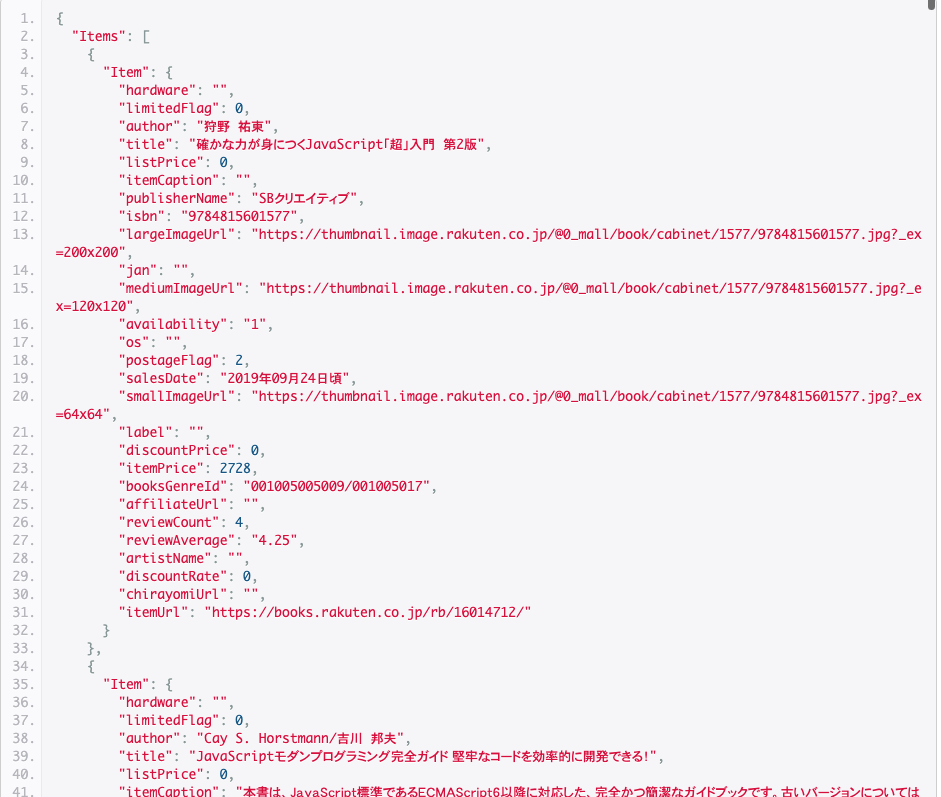 1. {
2. "Items": [
3. {
4. "Item": {
5. "hardware": "",
6. "limitedFlag": 0,
7. "author": "狩野 祐東",
8. "title": "確かな力が身につくJavaScript「超」入門 第2版",
9. "listPrice": 0,
10. "itemCaption": "",
11. "publisherName": "SBクリエイティブ",
12. "isbn": "9784815601577",
13. "largeImageUrl": "https://thumbnail.image.rakuten.co.jp/@0_mall/book/cabinet/1577/9784815601577.jpg?_ex
=200x200",
14. "jan": "",
15. "mediumImageUrl": "https://thumbnail.image.rakuten.co.jp/@0_mall/book/cabinet/1577/9784815601577.jpg?_e
x=120x120",
16. "availability": "1",
17. "os": "",
18. "postageFlag": 2,
19. "salesDate": "2019年09月24日頃",
20. "smallImageUrl": "https://thumbnail.image.rakuten.co.jp/@0_mall/book/cabinet/1577/9784815601577.jpg?_ex
=64x64",
21. "label": "",
22. "discountPrice": 0,
23. "itemPrice": 2728,
24. "booksGenreId": "001005005009/001005017",
25. "affiliateUrl": "",
26. "reviewCount": 4,
27. "reviewAverage": "4.25",
28. "artistName": "",
29. "discountRate": 0,
30. "chirayomiUrl": "",
31. "itemUrl": "https://books.rakuten.co.jp/rb/16014712/"
32. }
33. },
34. {
35. "Item": {
36. "hardware": "",
37. "limitedFlag": 0,
38. "author": "Cay S. Horstmann/吉川 邦夫",
39. "title": "JavaScriptモダンプログラミング完全ガイド 堅牢なコードを効率的に開発できる！",
40. "listPrice": 0,
41. "itemCaption": "本書は、JavaScript標準であるECMAScript6以降に対応した、完全かつ簡潔なガイドブックです。古いバージョンについては